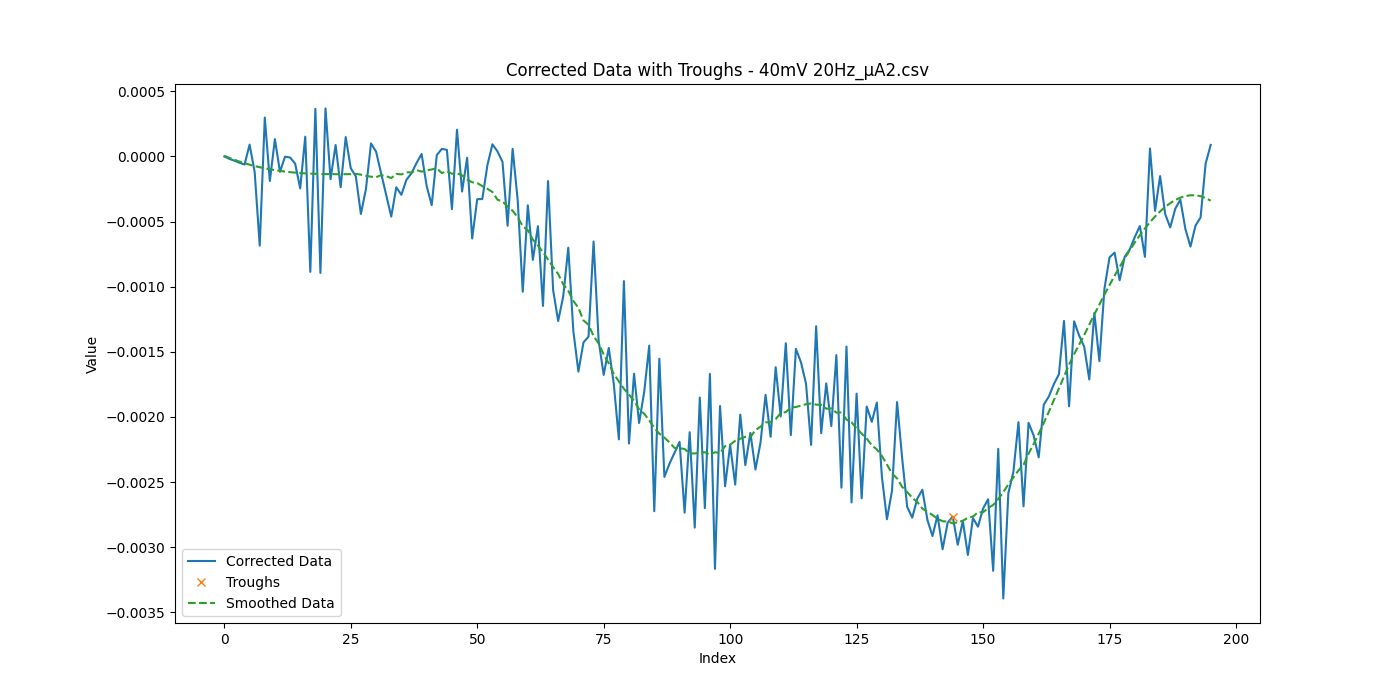 Corrected Data with Troughs - 40mV 20Hz_µA2.csv
0.0005
0.0000
−0.0005
−0.0010
−0.0015
−0.0020
−0.0025
−0.0030
−0.0035
Value
Corrected Data
Troughs
Smoothed Data
0 25 50 75 100 125 150 175 200
Index